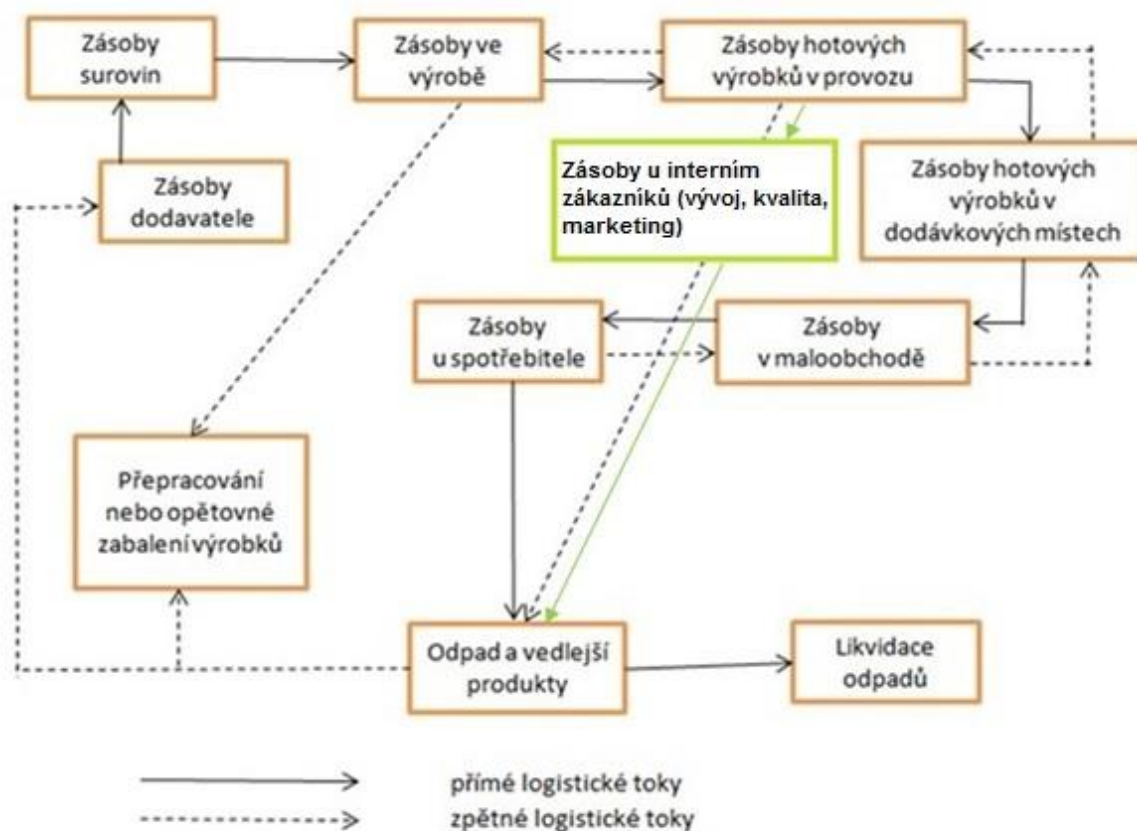 Zásoby
surovin
Zásoby ve
výrobě
Zásoby hotových
výrobků v provozu
Zásoby
dodavatele
Zásoby u interním
zákazníků (vývoj, kvalita,
marketing)
Zásoby hotových
výrobků v
dodávkových místech
Zásoby
u spotřebitele
Zásoby
v maloobchodě
Přepracování
nebo opětovné
zabalení výrobků
Odpad a vedlejší
produkty
Likvidace
odpadů
přímé logistické toky
zpětné logistické toky